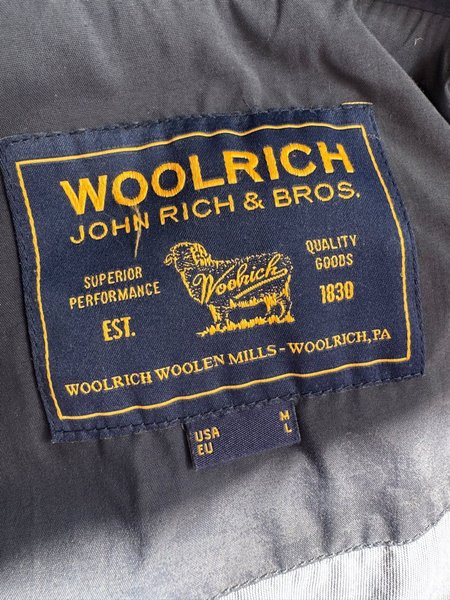 WOOLRICH
JOHN RICH & BROS.
SUPERIOR
PERFORMANCE
EST.
Woolrich
QUALITY
GOODS
1830
WOOLRICH WOOLEN MILLS - WOOLRICH, PA
USA M
EU L